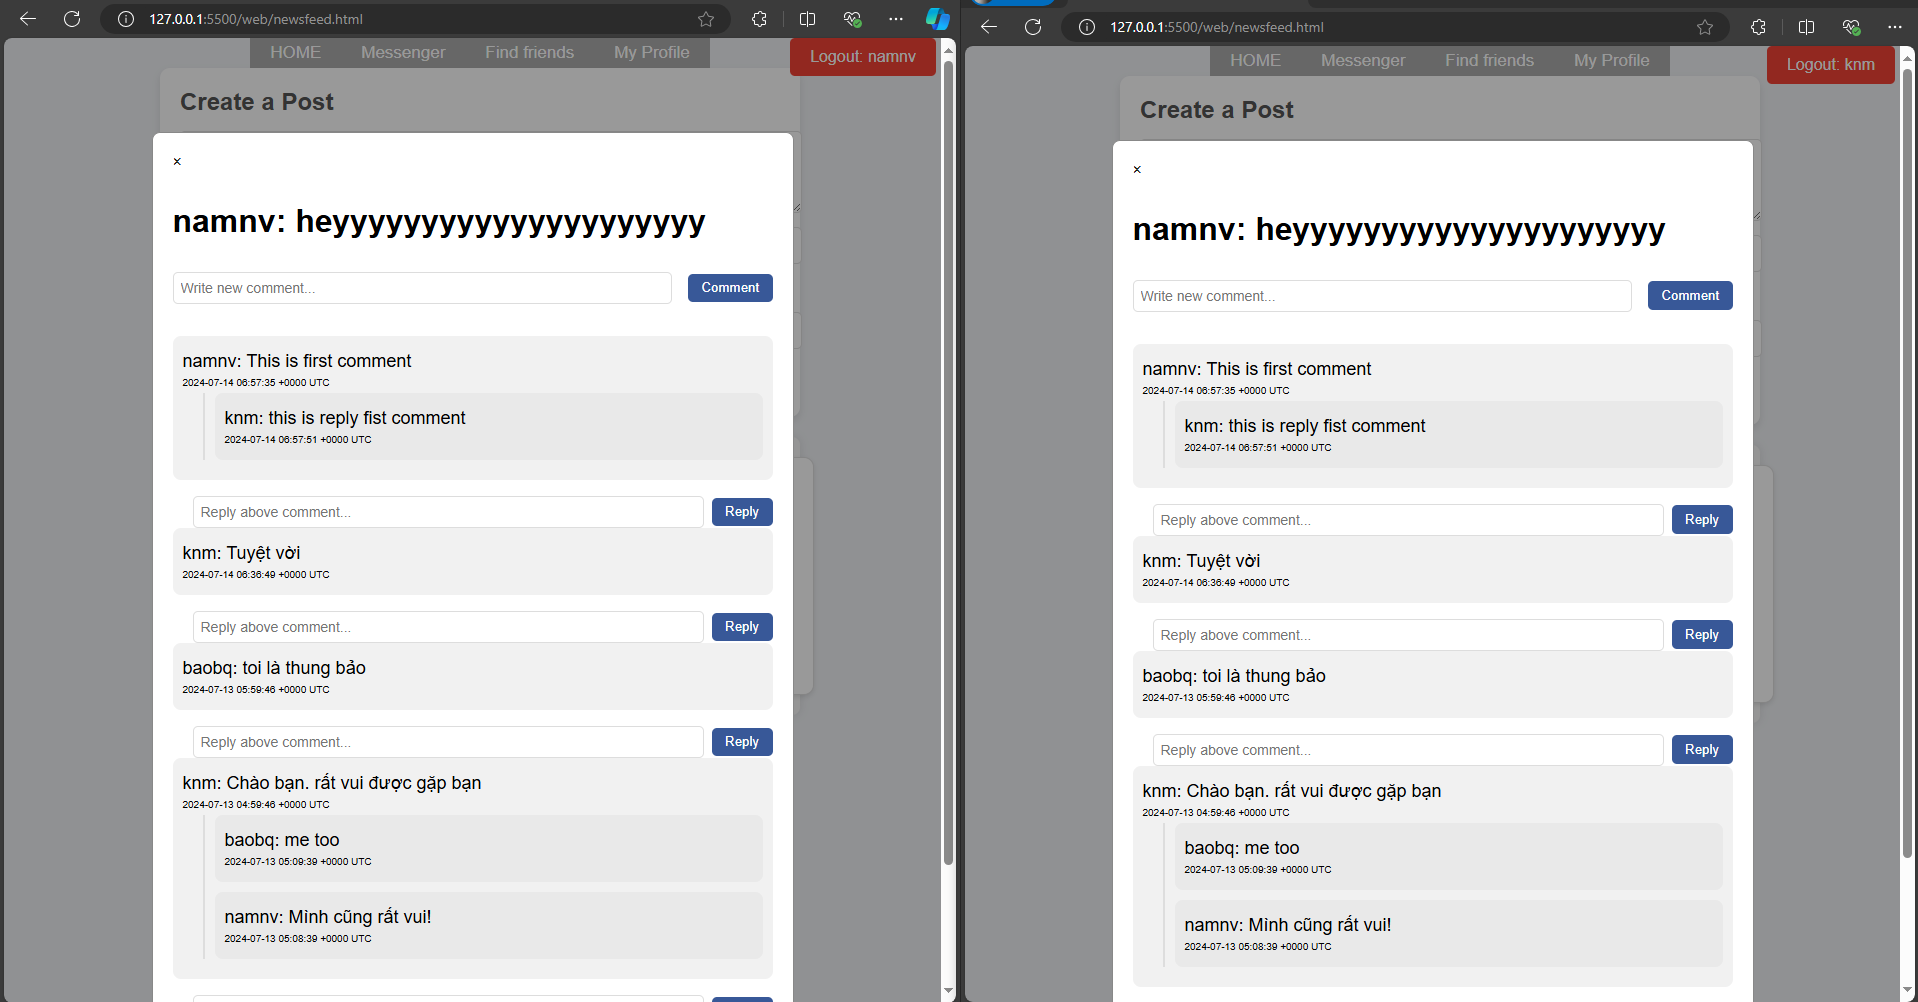 127.0.0.1:5500/web/newsfeed.html
HOME Messenger Find friends My Profile
Logout: namnv
Create a Post
×
namnv: heyyyyyyyyyyyyyyyyyyyyy
Write new comment...
Comment
namnv: This is first comment
2024-07-14 06:57:35 +0000 UTC
knm: this is reply fist comment
2024-07-14 06:57:51 +0000 UTC
Reply above comment...
Reply
knm: Tuyệt vời
2024-07-14 06:36:49 +0000 UTC
Reply above comment...
Reply
baobq: toi là thung bảo
2024-07-13 05:59:46 +0000 UTC
Reply above comment...
Reply
knm: Chào bạn. rất vui được gặp bạn
2024-07-13 04:59:46 +0000 UTC
baobq: me too
2024-07-13 05:09:39 +0000 UTC
namnv: Mình cũng rất vui!
2024-07-13 05:08:39 +0000 UTC
127.0.0.1:5500/web/newsfeed.html
HOME Messenger Find friends My Profile
Logout: knm
Create a Post
×
namnv: heyyyyyyyyyyyyyyyyyyyyy
Write new comment...
Comment
namnv: This is first comment
2024-07-14 06:57:35 +0000 UTC
knm: this is reply fist comment
2024-07-14 06:57:51 +0000 UTC
Reply above comment...
Reply
knm: Tuyệt vời
2024-07-14 06:36:49 +0000 UTC
Reply above comment...
Reply
baobq: toi là thung bảo
2024-07-13 05:59:46 +0000 UTC
Reply above comment...
Reply
knm: Chào bạn. rất vui được gặp bạn
2024-07-13 04:59:46 +0000 UTC
baobq: me too
2024-07-13 05:09:39 +0000 UTC
namnv: Mình cũng rất vui!
2024-07-13 05:08:39 +0000 UTC